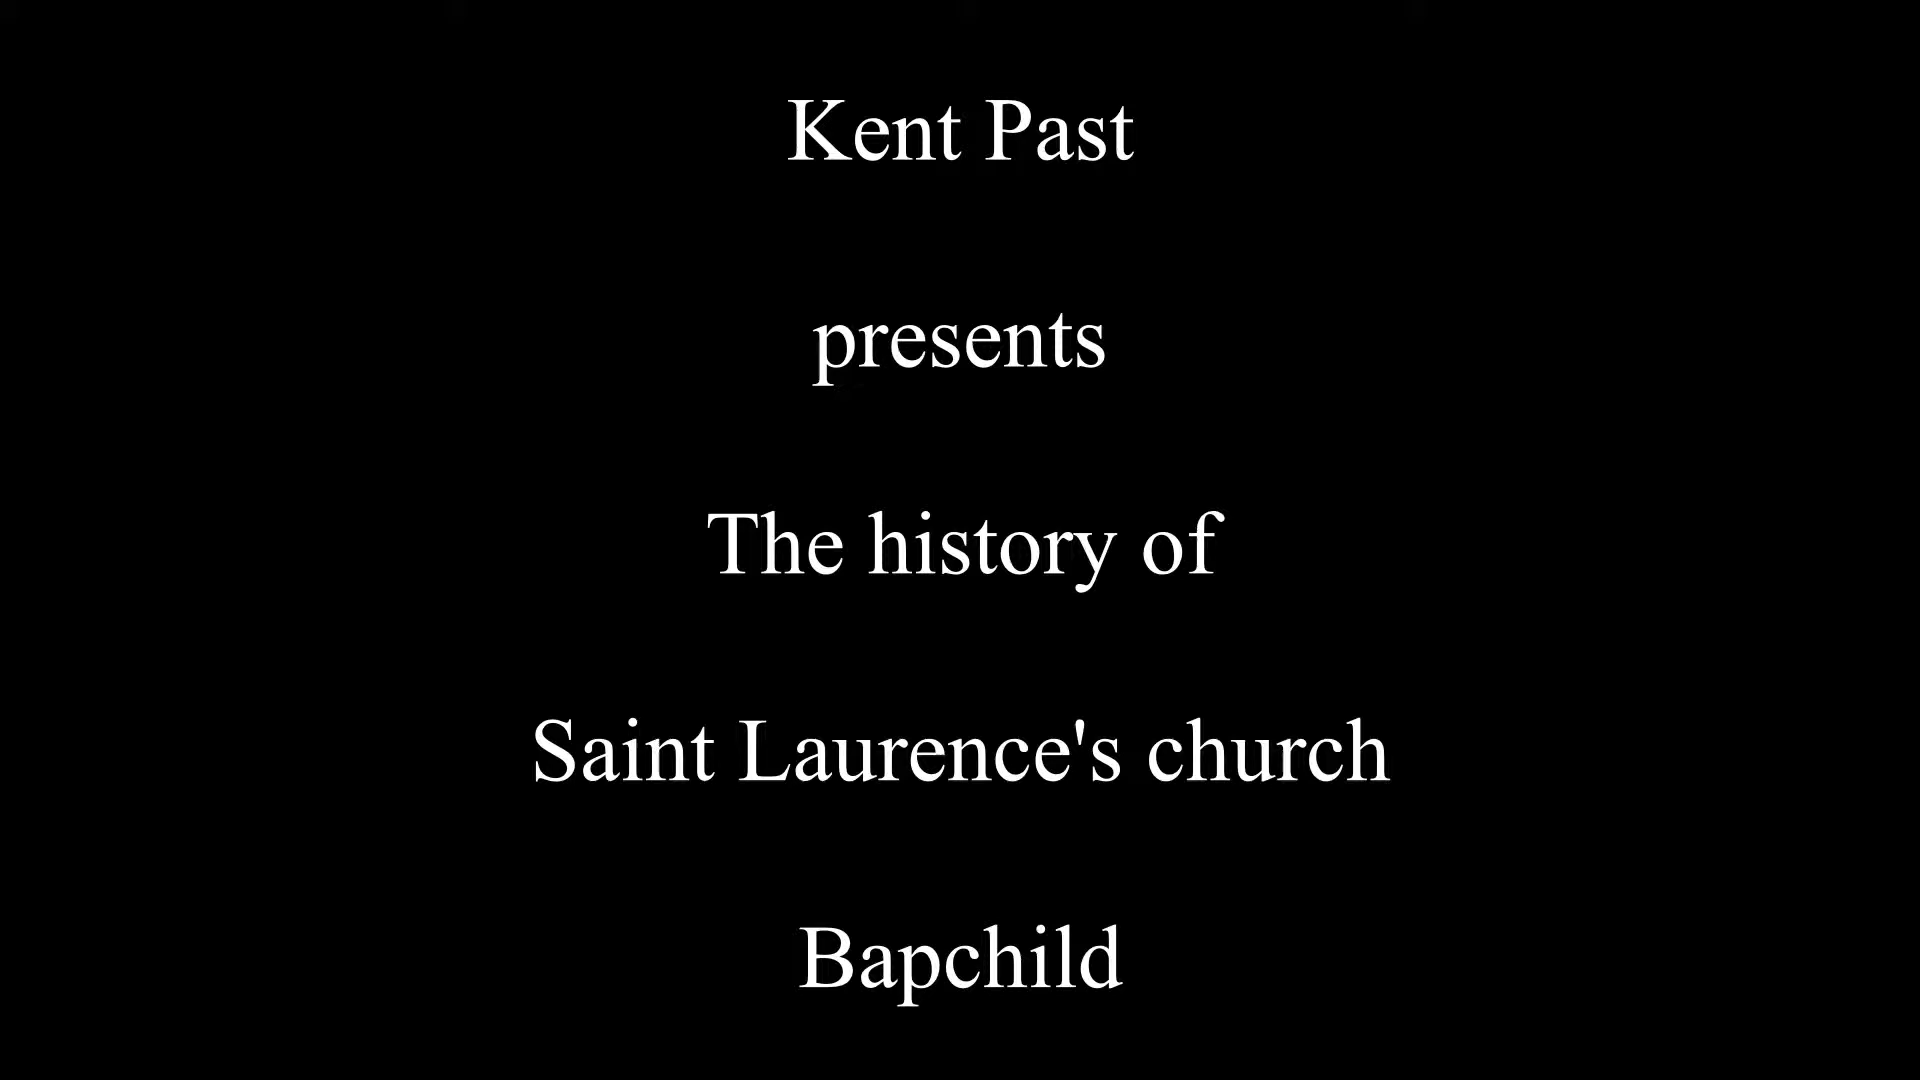 Kent Past
presents
The history of
Saint Laurence's church
Bapchild